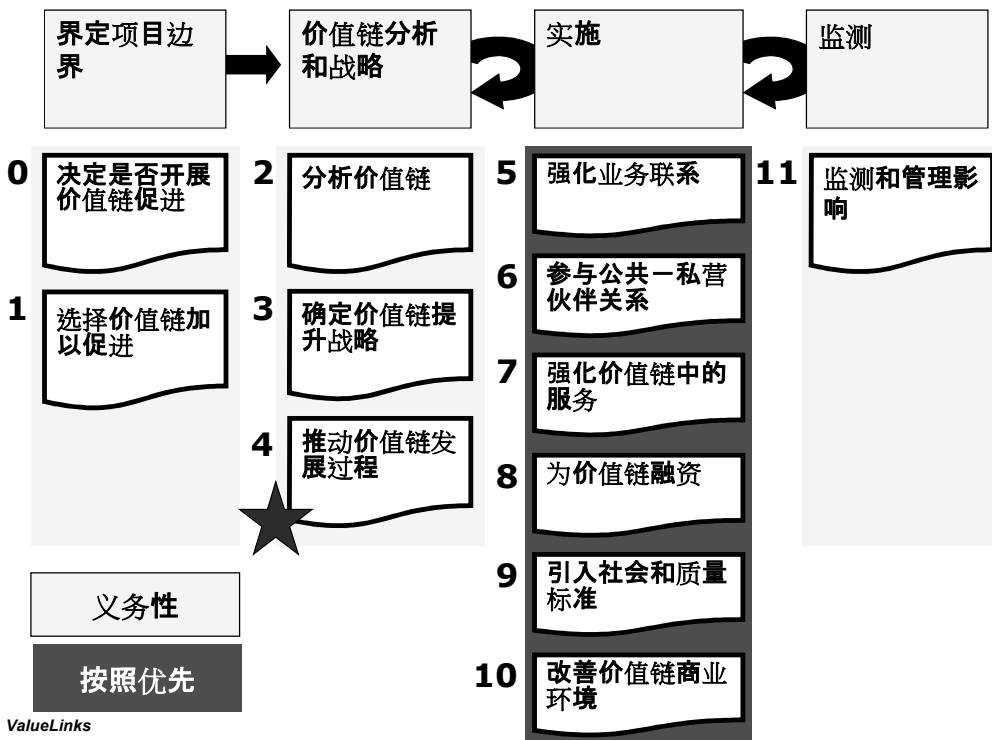 界定项目边
界
价值链分析
和战略
实施
监测
0
决定是否开展
价值链促进
1
选择价值链加
以促进
2
分析价值链
3
确定价值链提
升战略
4
推动价值链发
展过程
5
强化业务联系
6
参与公共－私营
伙伴关系
7
强化价值链中的
服务
8
为价值链融资
9
引入社会和质量
标准
10
改善价值链商业
环境
11
监测和管理影
响
义务性
按照优先
ValueLinks